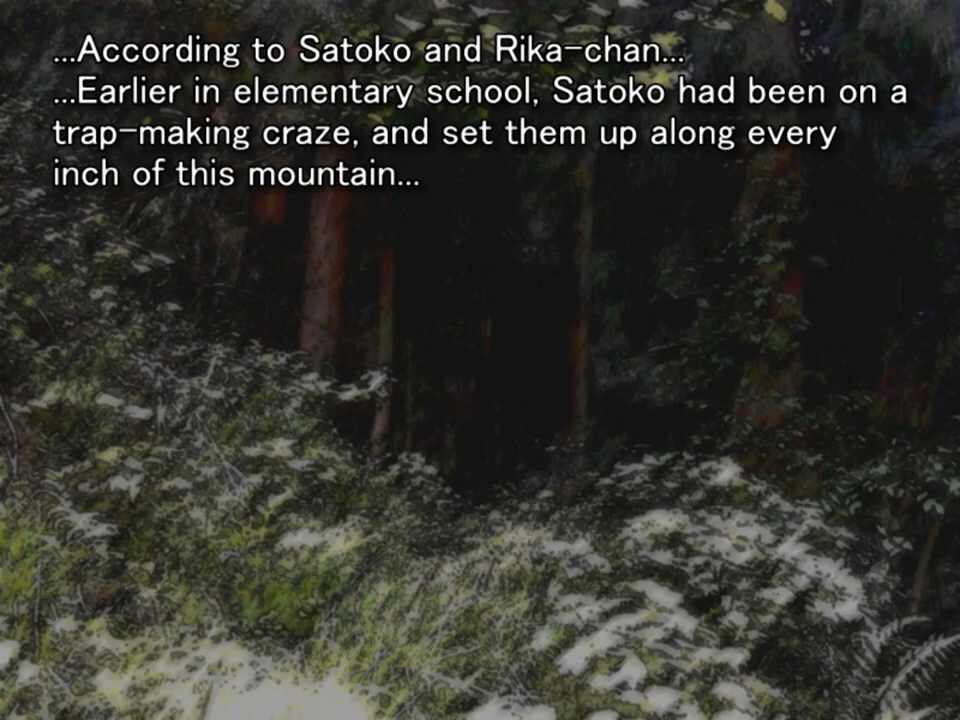 ...According to Satoko and Rika-chan...
...Earlier in elementary school, Satoko had been on a
trap-making craze, and set them up along every
inch of this mountain...